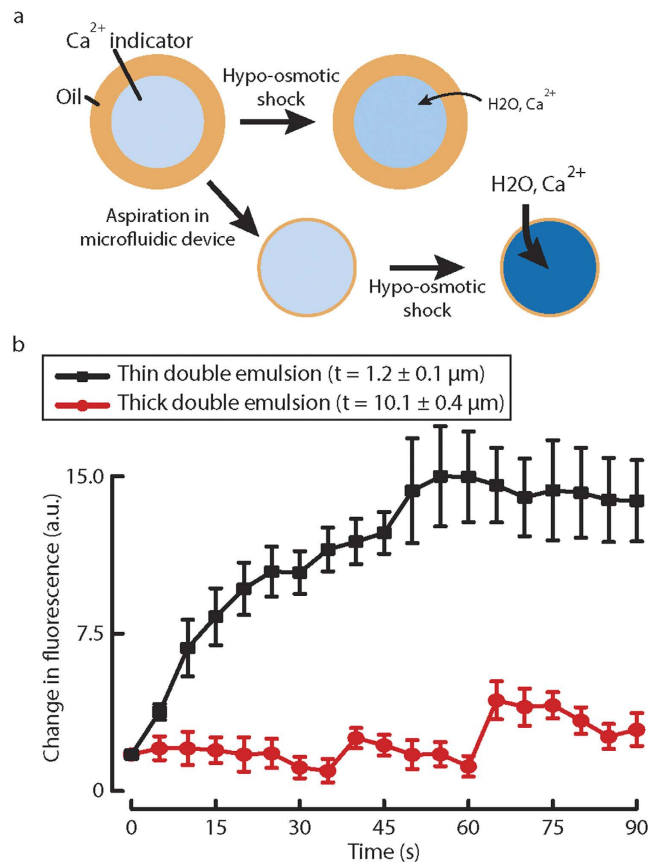 a
Ca²⁺ indicator
Oil
Hypo-osmotic
shock
H2O, Ca²⁺
Aspiration in
microfluidic device
H2O, Ca²⁺
Hypo-osmotic
shock
b
Thin double emulsion (t = 1.2 ± 0.1 µm)
Thick double emulsion (t = 10.1 ± 0.4 µm)
Change in fluorescence (a.u.)
15.0
7.5
0
0 15 30 45 60 75 90
Time (s)